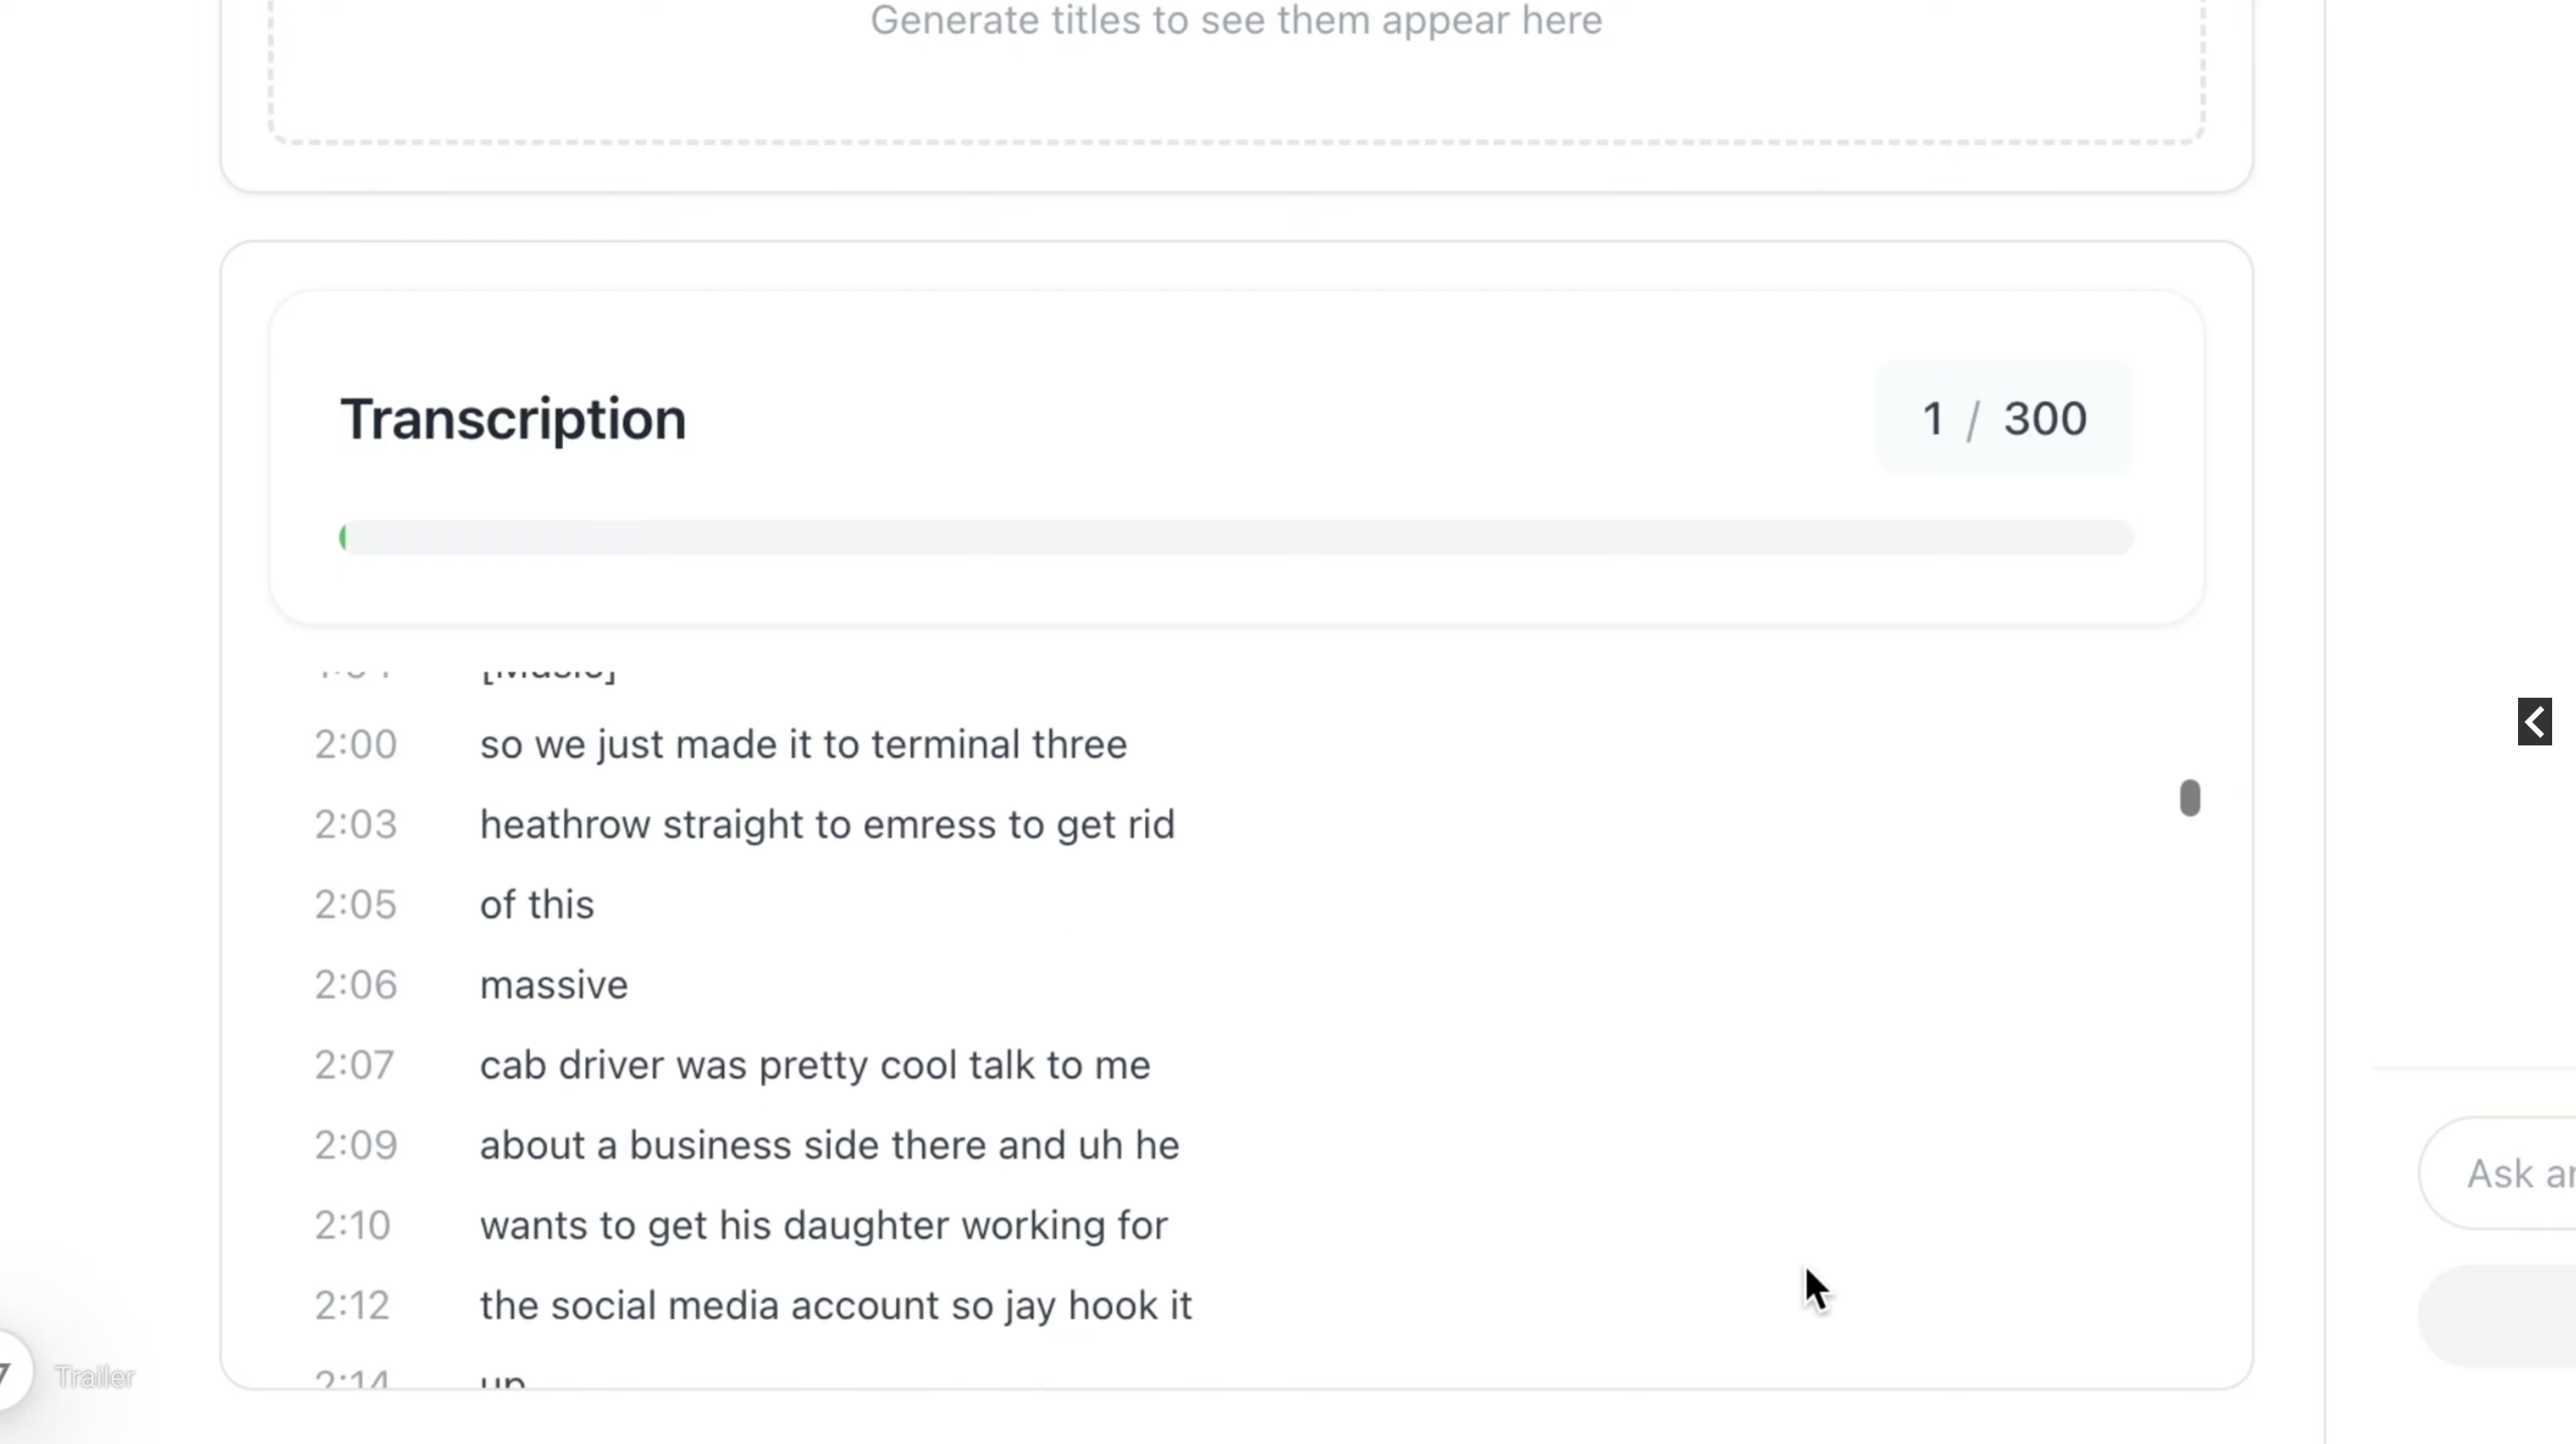 Generate titles to see them appear here
Transcription
1 / 300
[Music]
2:00 so we just made it to terminal three
2:03 heathrow straight to emress to get rid
2:05 of this
2:06 massive
2:07 cab driver was pretty cool talk to me
2:09 about a business side there and uh he
2:10 wants to get his daughter working for
2:12 the social media account so jay hook it
2:14 up
Ask
Trailer